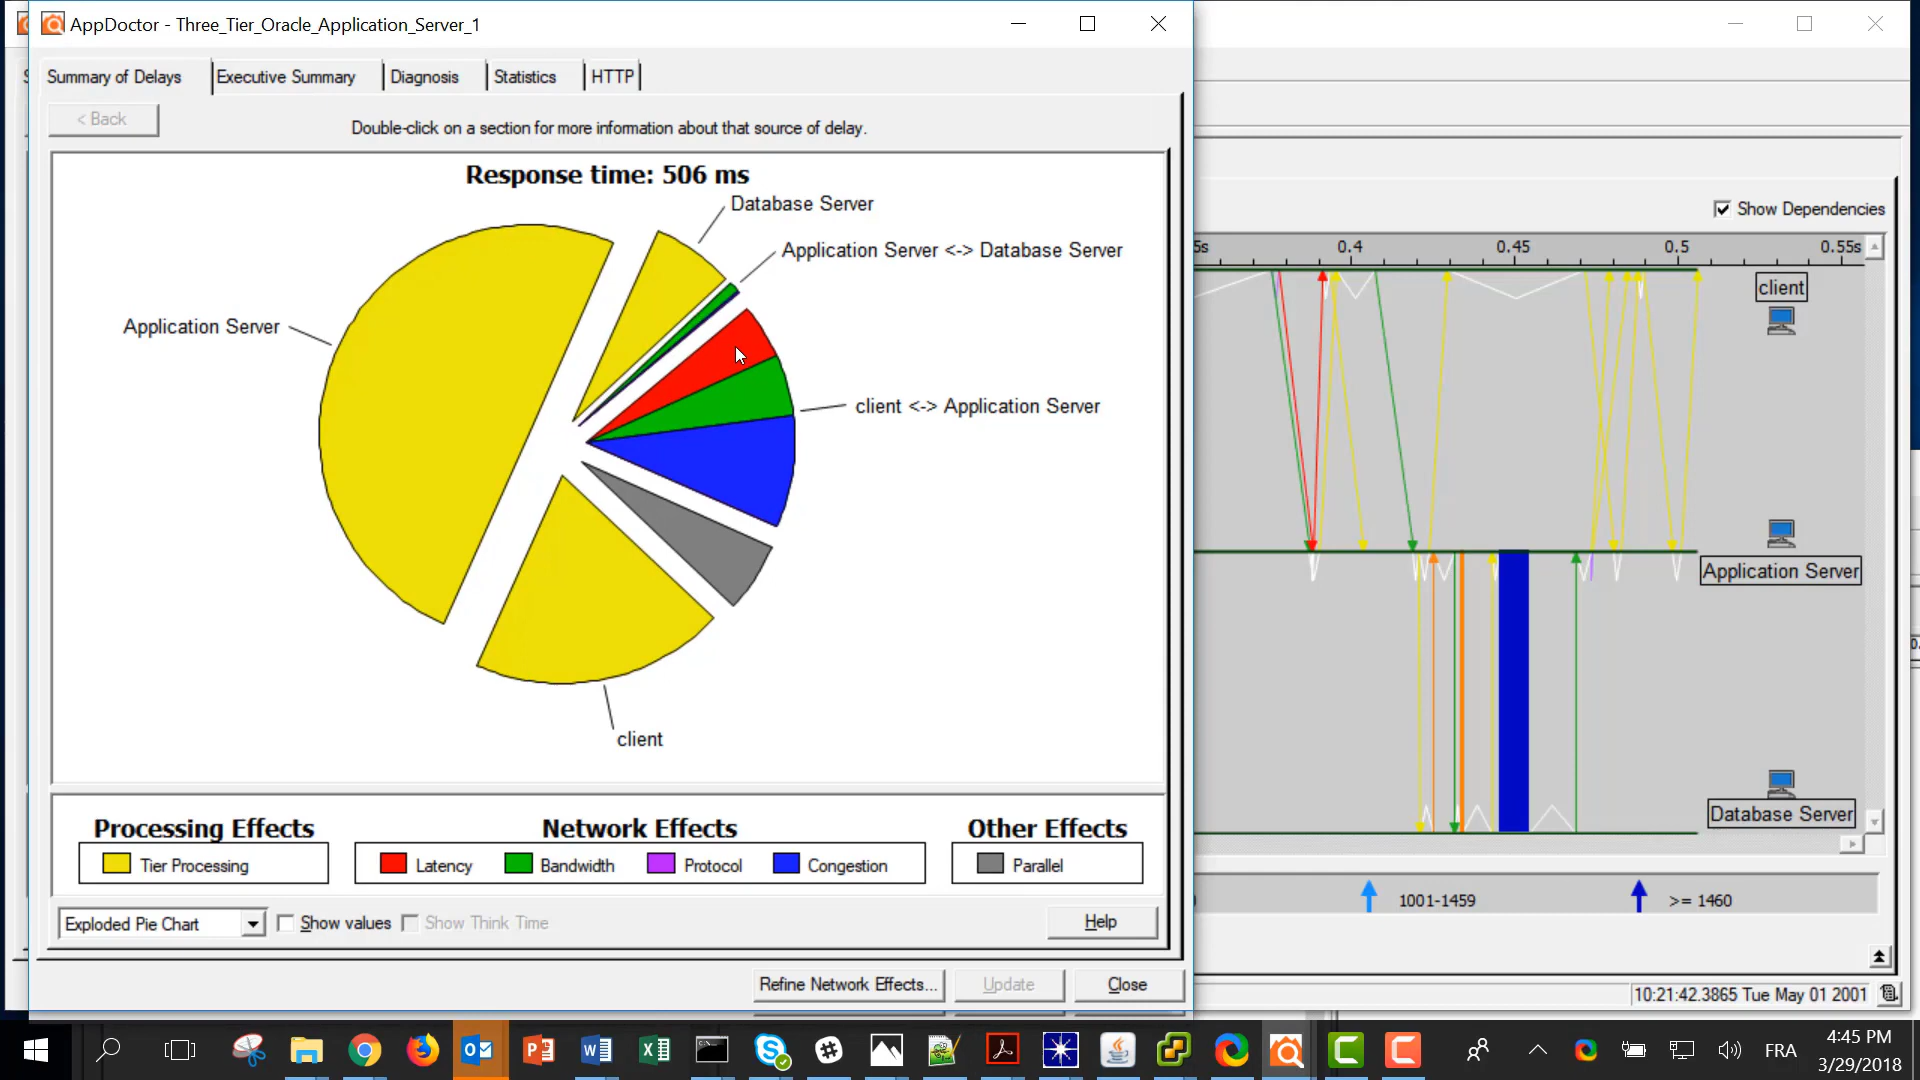 AppDoctor - Three_Tier_Oracle_Application_Server_1
Summary of Delays
Executive Summary
Diagnosis
Statistics
HTTP
< Back
Double-click on a section for more information about that source of delay.
Response time: 506 ms
Database Server
Application Server <-> Database Server
Application Server
client <-> Application Server
client
Processing Effects
Network Effects
Other Effects
Tier Processing
Latency
Bandwidth
Protocol
Congestion
Parallel
Exploded Pie Chart
Show values
Show Think Time
Help
Refine Network Effects...
Update
Close
Show Dependencies
5s
0.4
0.45
0.5
0.55s
client
Application Server
Database Server
1001-1459
>= 1460
10:21:42.3865 Tue May 01 2001
FRA
4:45 PM
3/29/2018